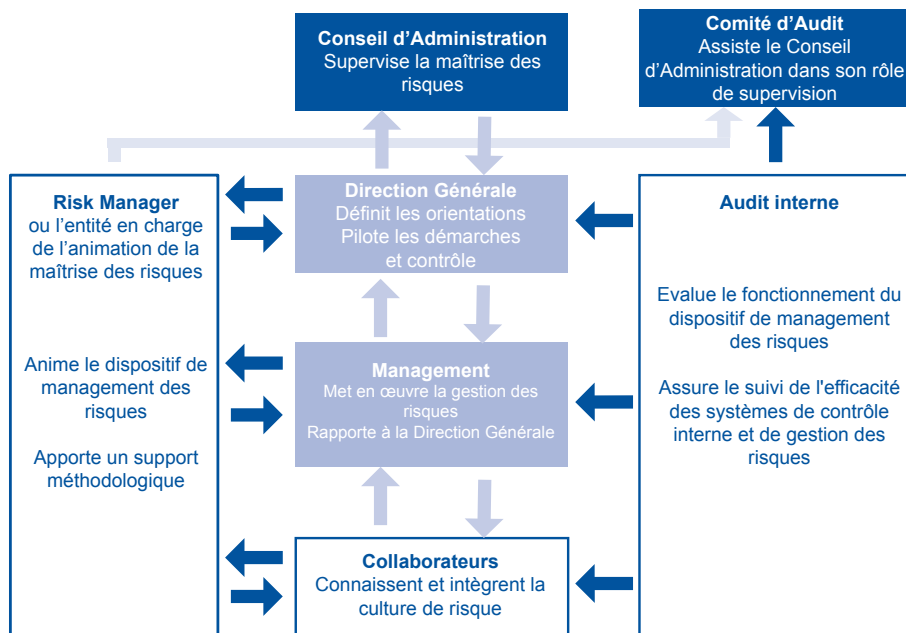 Conseil d'Administration
Supervise la maîtrise des
risques
Comité d'Audit
Assiste le Conseil
d'Administration dans son rôle
de supervision
Risk Manager
ou l'entité en charge
de l'animation de la
maîtrise des risques
Anime le dispositif de
management des
risques
Apporte un support
méthodologique
Direction Générale
Définit les orientations
Pilote les démarches
et contrôle
Management
Met en œuvre la gestion des
risques
Rapporte à la Direction Générale
Collaborateurs
Connaissent et intègrent la
culture de risque
Audit interne
Evalue le fonctionnement du
dispositif de management
des risques
Assure le suivi de l'efficacité
des systèmes de contrôle
interne et de gestion des
risques